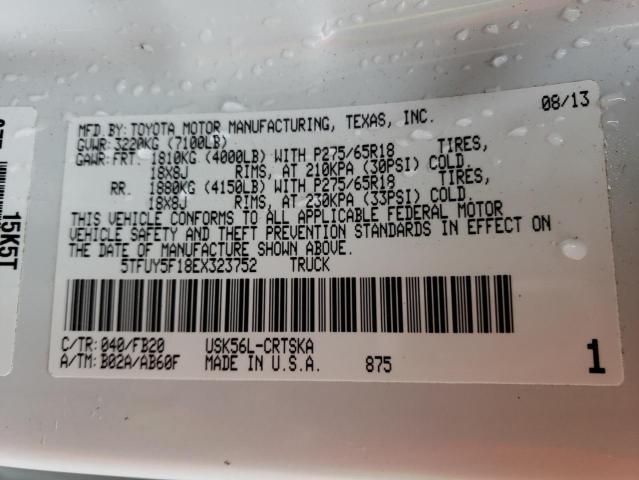 MFD.BY: TOYOTA MOTOR MANUFACTURING, TEXAS, INC. 08/13
GVWR: 3220KG (7100LB)
GAWR: FRT. 1810KG (4000LB) WITH P275/65R18 TIRES,
18X8J RIMS, AT 210KPA (30PSI) COLD.
RR. 1880KG (4150LB) WITH P275/65R18 TIRES,
18X8J RIMS, AT 230KPA (33PSI) COLD.
THIS VEHICLE CONFORMS TO ALL APPLICABLE FEDERAL MOTOR
VEHICLE SAFETY AND THEFT PREVENTION STANDARDS IN EFFECT ON
THE DATE OF MANUFACTURE SHOWN ABOVE.
5TFUY5F18EX323752 TRUCK
C/TR: 040/FB20 USK56L-CRTSKA
A/TM: B02A/AB60F MADE IN U.S.A. 875 1
15K5T